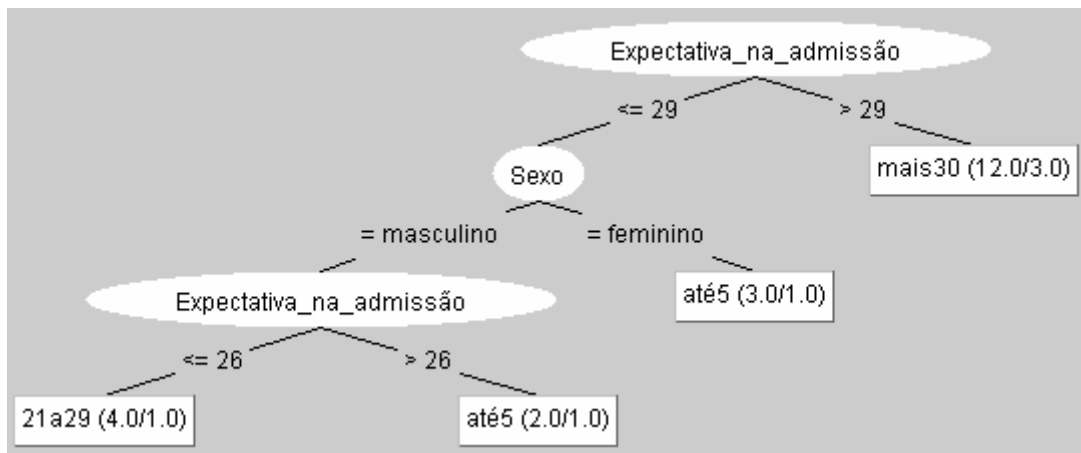 Expectativa_na_admissão
<= 29
> 29
Sexo
mais30 (12.0/3.0)
= masculino
= feminino
Expectativa_na_admissão
até5 (3.0/1.0)
<= 26
> 26
21a29 (4.0/1.0)
até5 (2.0/1.0)